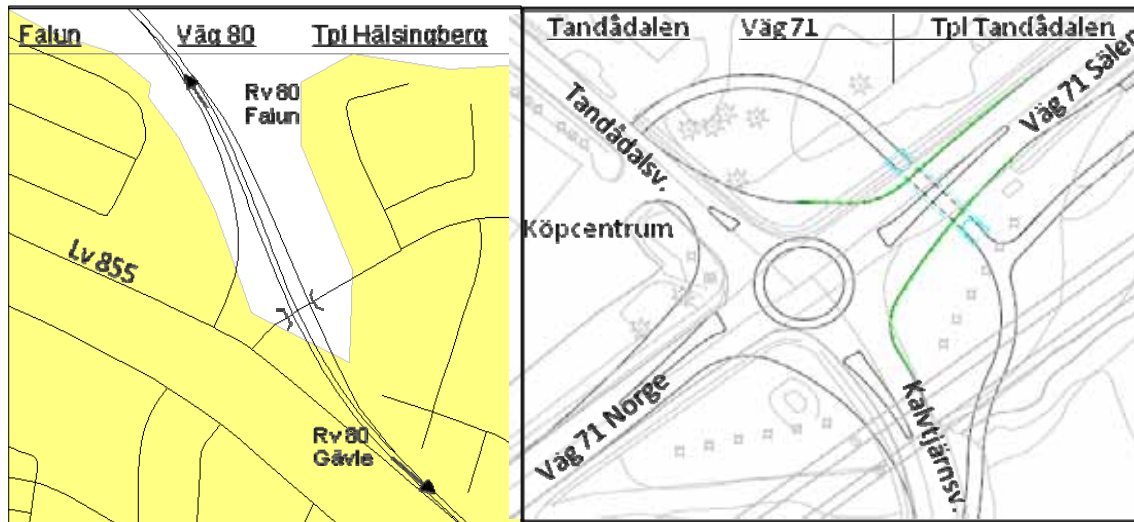 Falun Väg 80 Tpl Hälsingberg
Rv 80
Falun
Lv 855
Rv 80
Gävle
Tandådalen Väg 71 Tpl Tandådalen
Tandådalsv.
Väg 71 Sälen
Köpcentrum
Väg 71 Norge
Kalvtjärnsv.